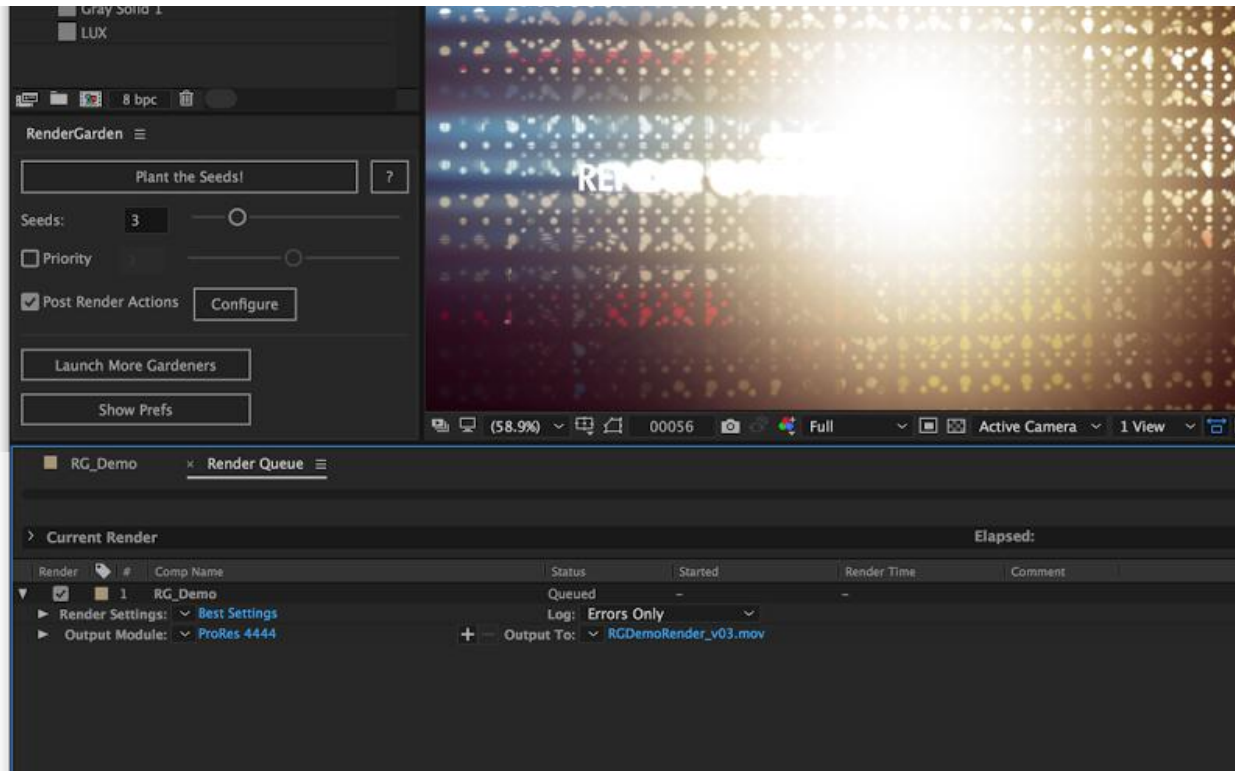 Gray Solid 1
LUX
8 bpc
RenderGarden
Plant the Seeds!
?
Seeds: 3
Priority
Post Render Actions Configure
Launch More Gardeners
Show Prefs
RENDER
(58.9%) 00056 Full Active Camera 1 View
RG_Demo × Render Queue
Current Render Elapsed:
Render # Comp Name Status Started Render Time Comment
1 RG_Demo Queued – –
Render Settings: Best Settings Log: Errors Only
Output Module: ProRes 4444 + – Output To: RGDemoRender_v03.mov